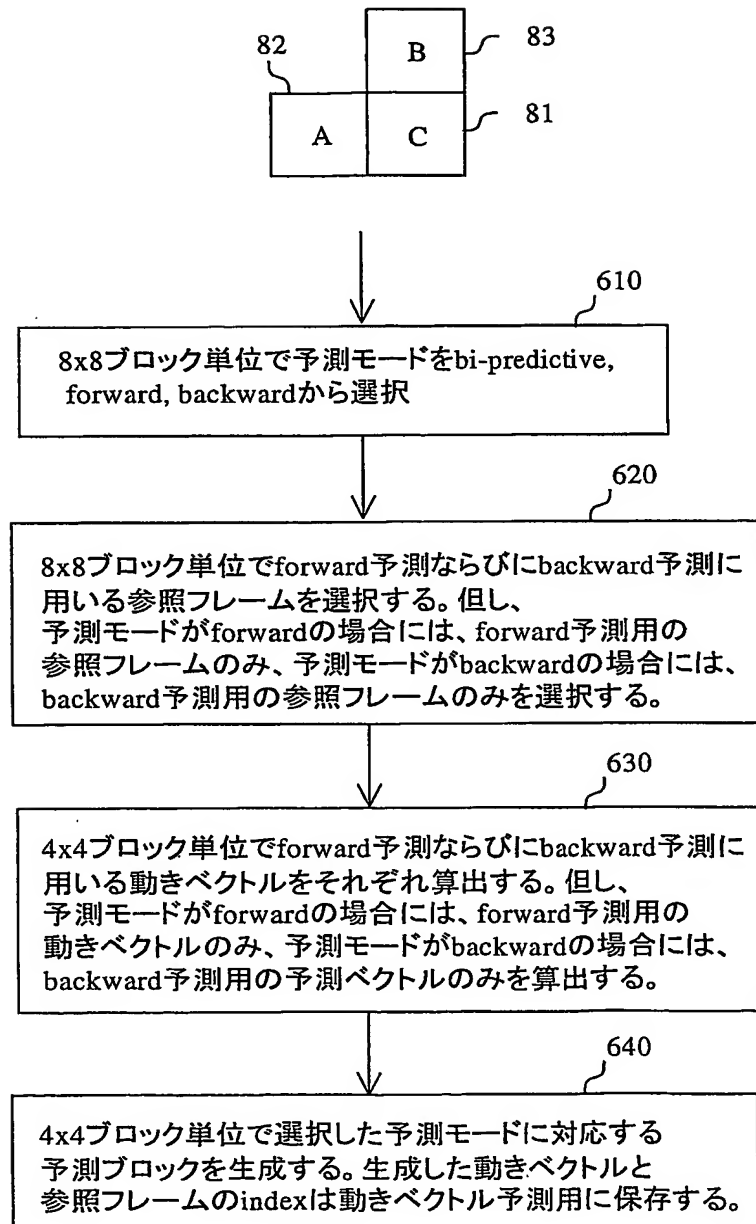 B
83
82
A
C
81
610
8x8ブロック単位で予測モードをbi-predictive,
forward, backwardから選択
620
8x8ブロック単位でforward予測ならびにbackward予測に
用いる参照フレームを選択する。但し、
予測モードがforwardの場合には、forward予測用の
参照フレームのみ、予測モードがbackwardの場合には、
backward予測用の参照フレームのみを選択する。
630
4x4ブロック単位でforward予測ならびにbackward予測に
用いる動きベクトルをそれぞれ算出する。但し、
予測モードがforwardの場合には、forward予測用の
動きベクトルのみ、予測モードがbackwardの場合には、
backward予測用の予測ベクトルのみを算出する。
640
4x4ブロック単位で選択した予測モードに対応する
予測ブロックを生成する。生成した動きベクトルと
参照フレームのindexは動きベクトル予測用に保存する。